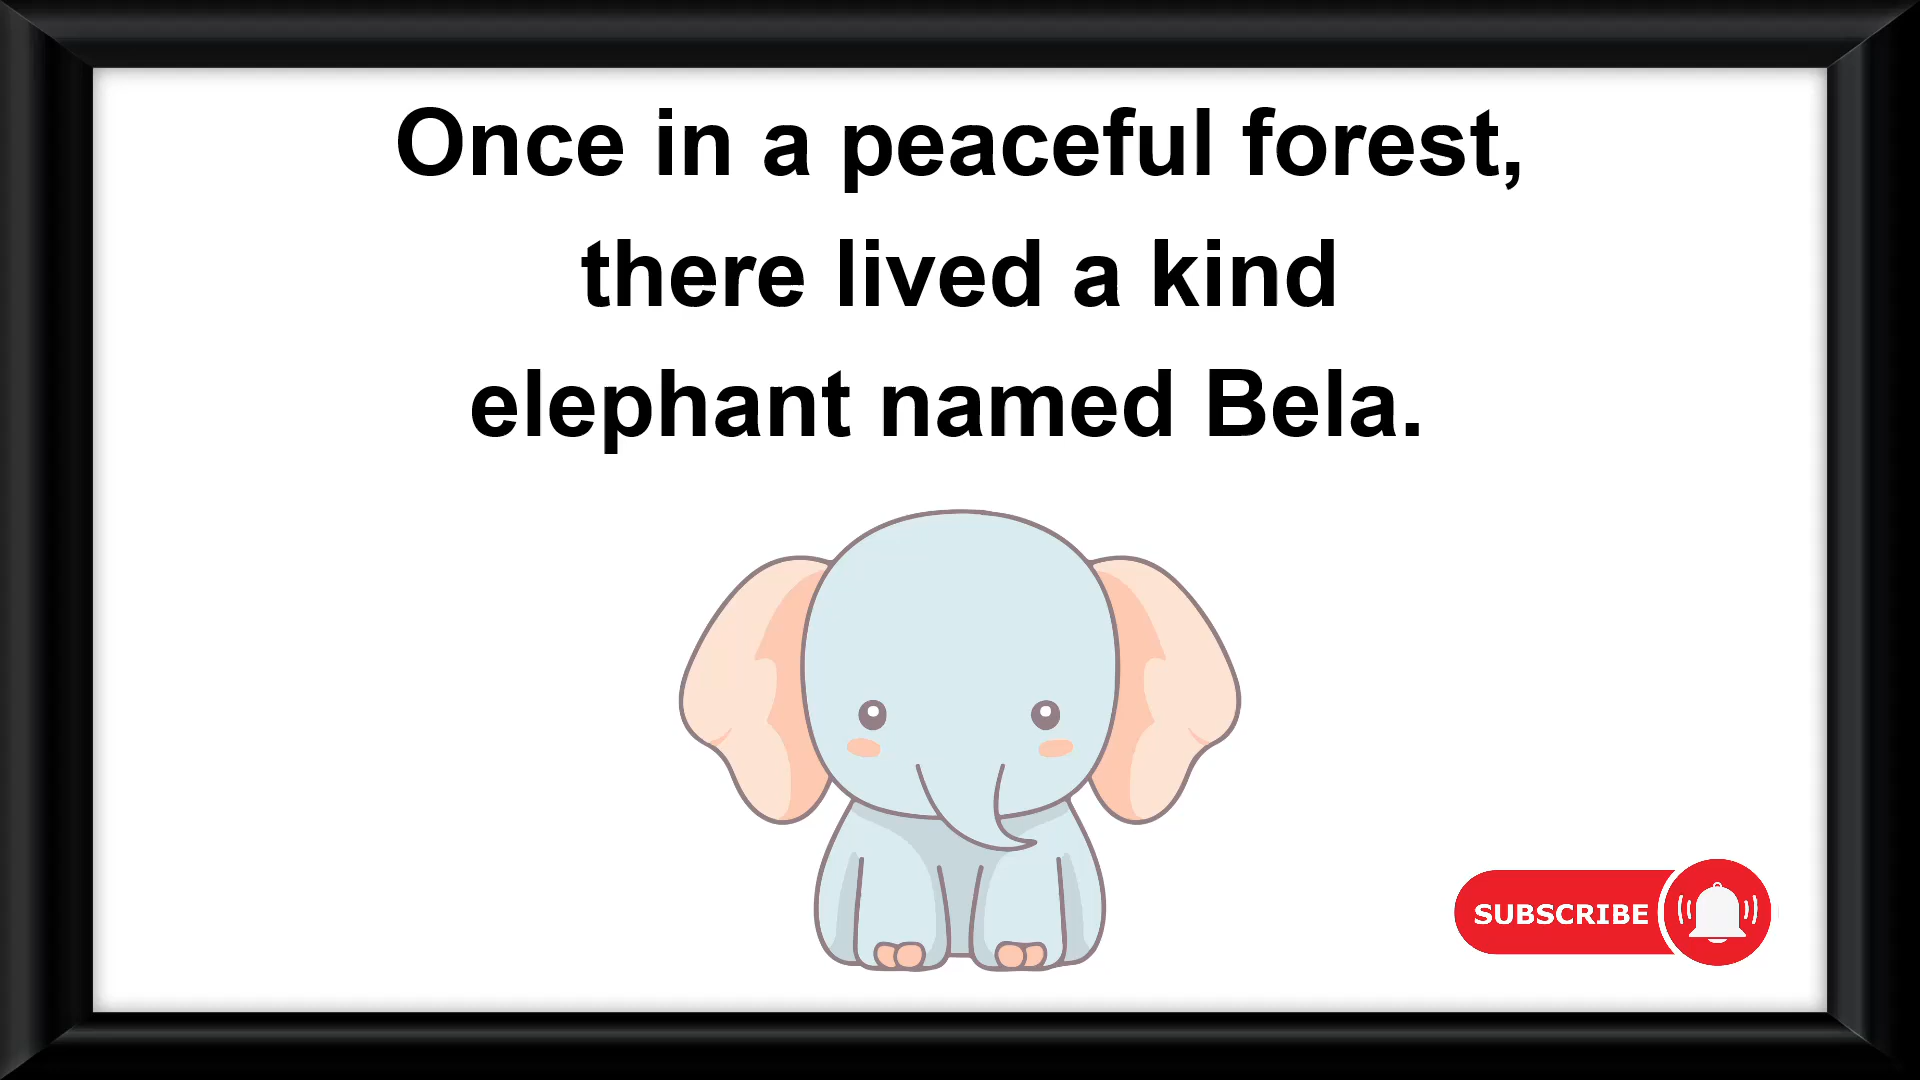 Once in a peaceful forest,
there lived a kind
elephant named Bela.
SUBSCRIBE